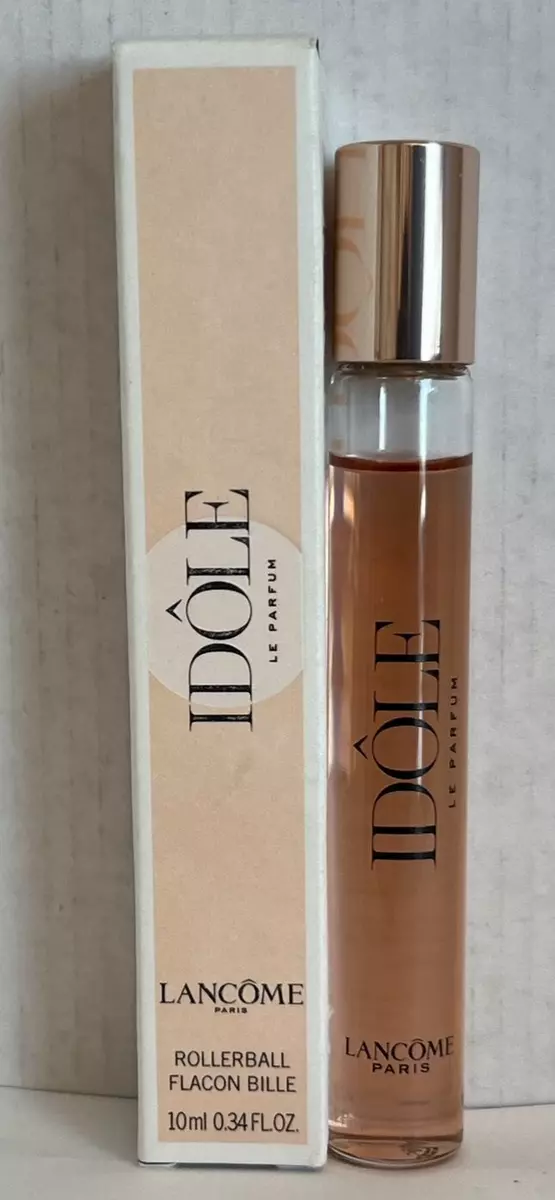 IDÔLE
LE PARFUM
LANCÔME
PARIS
ROLLERBALL
FLACON BILLE
10ml 0.34 FL.OZ.
IDÔLE
LE PARFUM
LANCÔME
PARIS